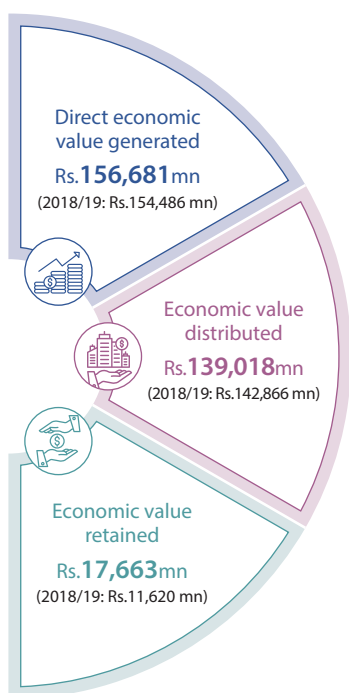 Direct economic
value generated
Rs.156,681mn
(2018/19: Rs.154,486 mn)
Economic value
distributed
Rs.139,018mn
(2018/19: Rs.142,866 mn)
Economic value
retained
Rs.17,663mn
(2018/19: Rs.11,620 mn)